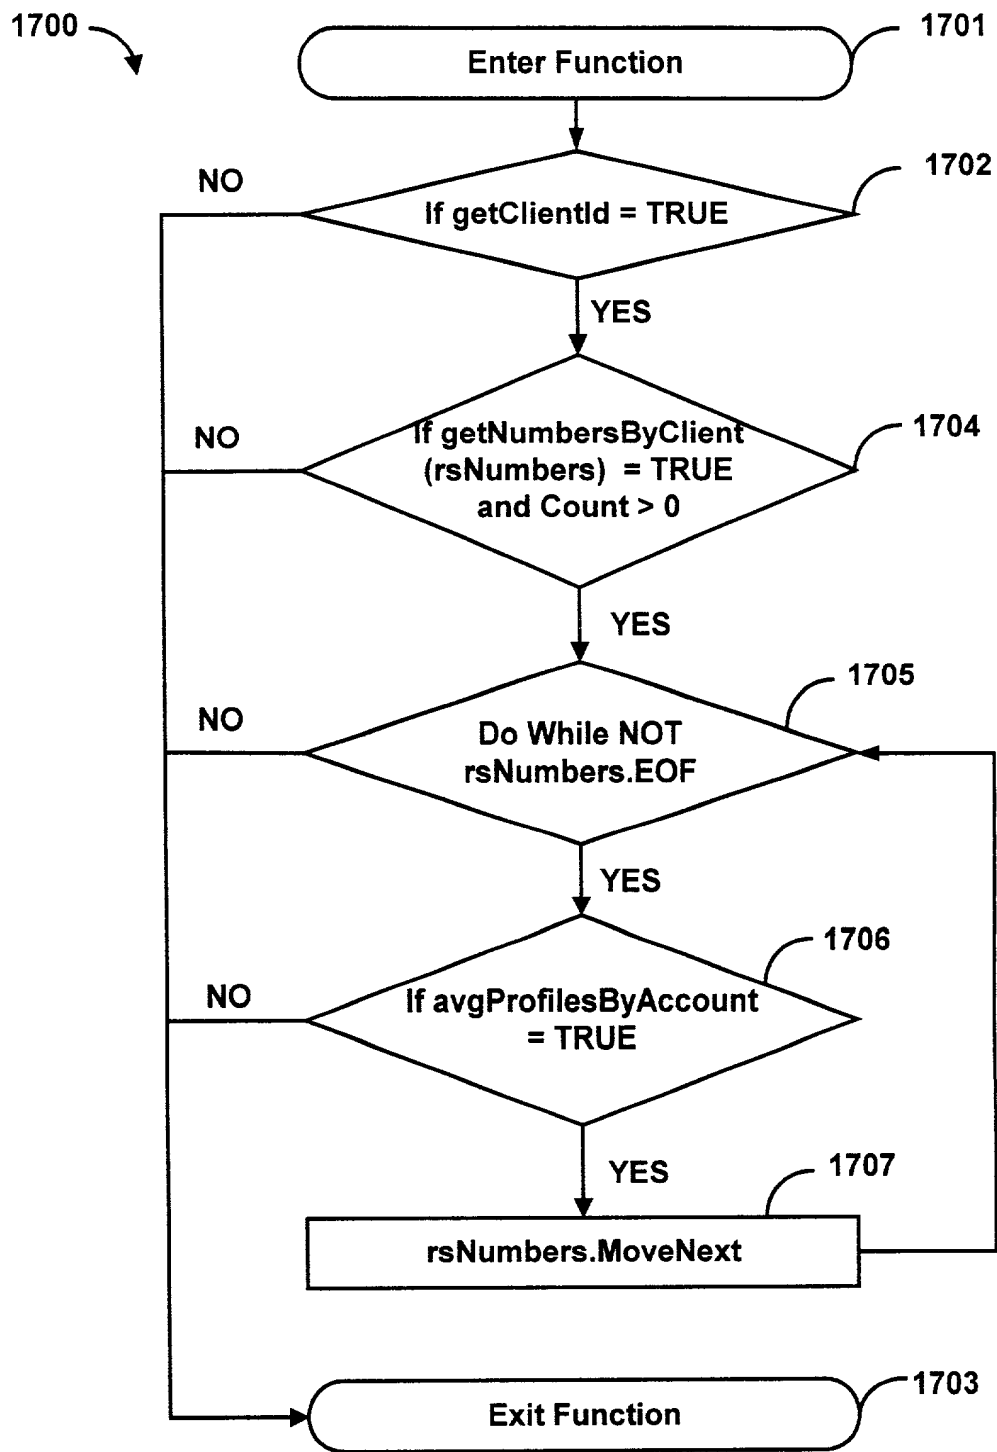 1700
1701
Enter Function
1702
NO
If getClientId = TRUE
YES
1704
NO
If getNumbersByClient
(rsNumbers) = TRUE
and Count > 0
YES
1705
NO
Do While NOT
rsNumbers.EOF
YES
1706
NO
If avgProfilesByAccount
= TRUE
YES
1707
rsNumbers.MoveNext
1703
Exit Function